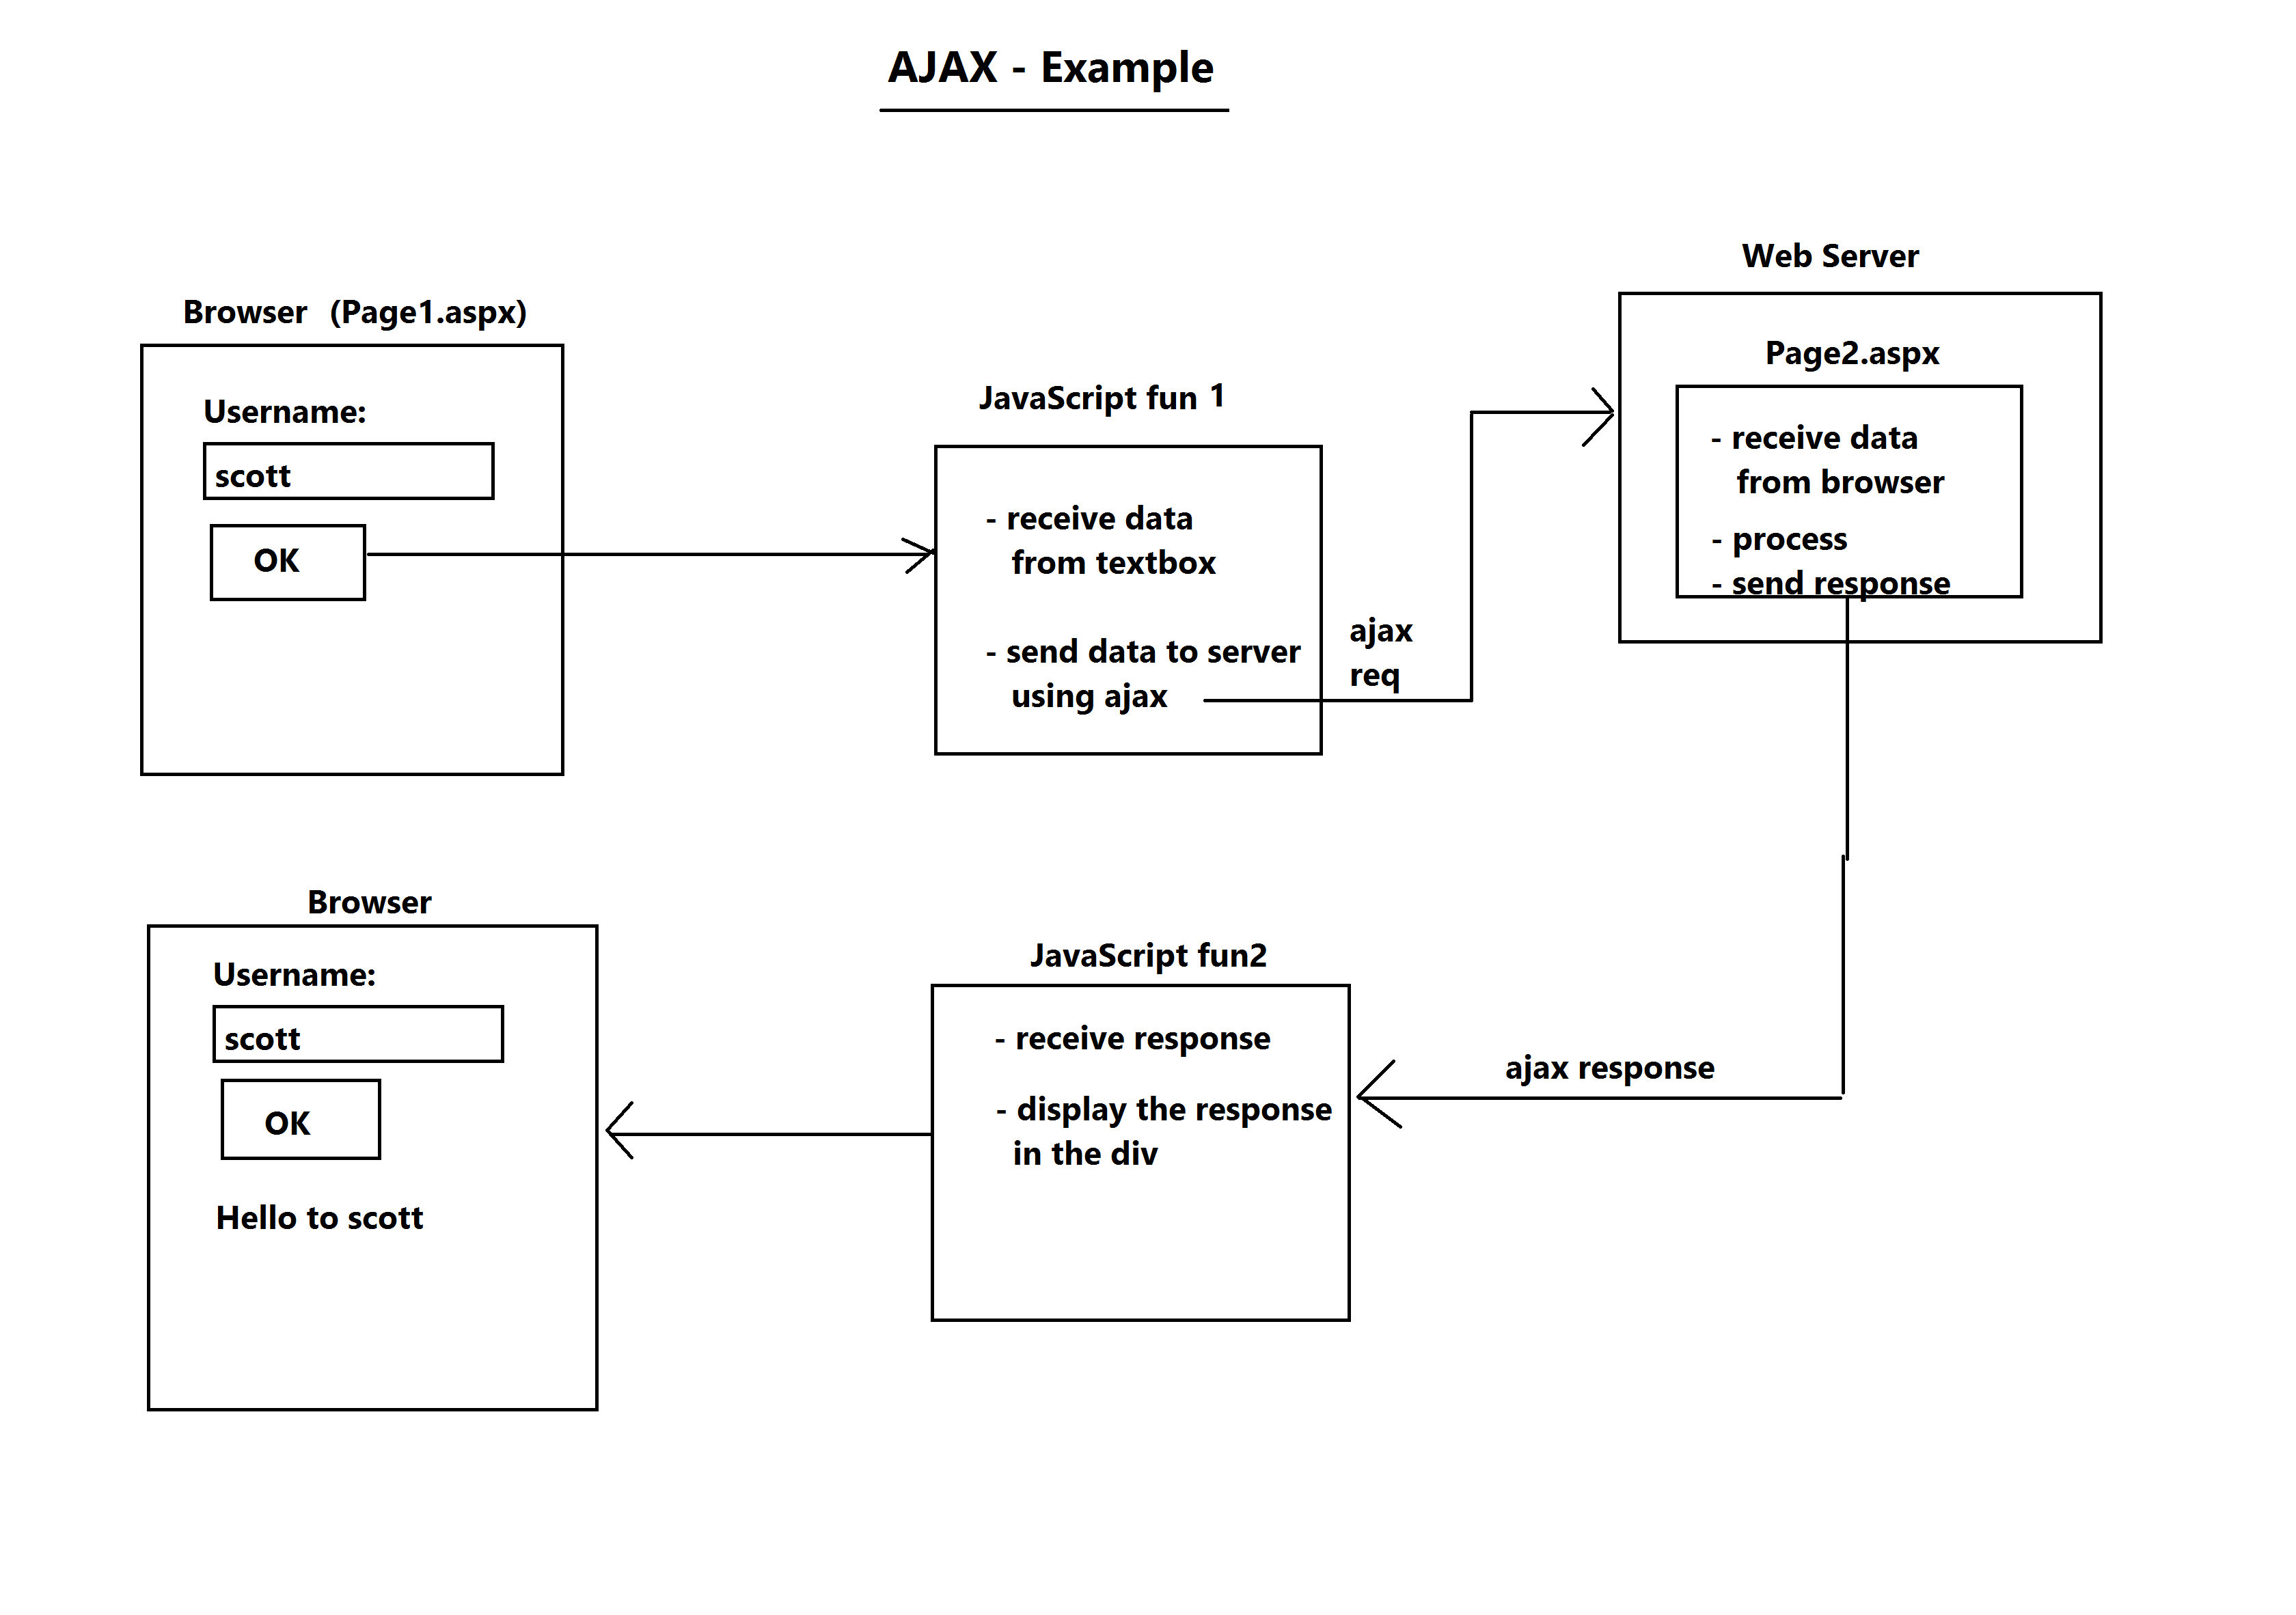 AJAX - Example
Browser (Page1.aspx)
Username:
scott
OK
JavaScript fun 1
- receive data
from textbox
- send data to server
using ajax
ajax
req
Web Server
Page2.aspx
- receive data
from browser
- process
- send response
ajax response
JavaScript fun2
- receive response
- display the response
in the div
Browser
Username:
scott
OK
Hello to scott